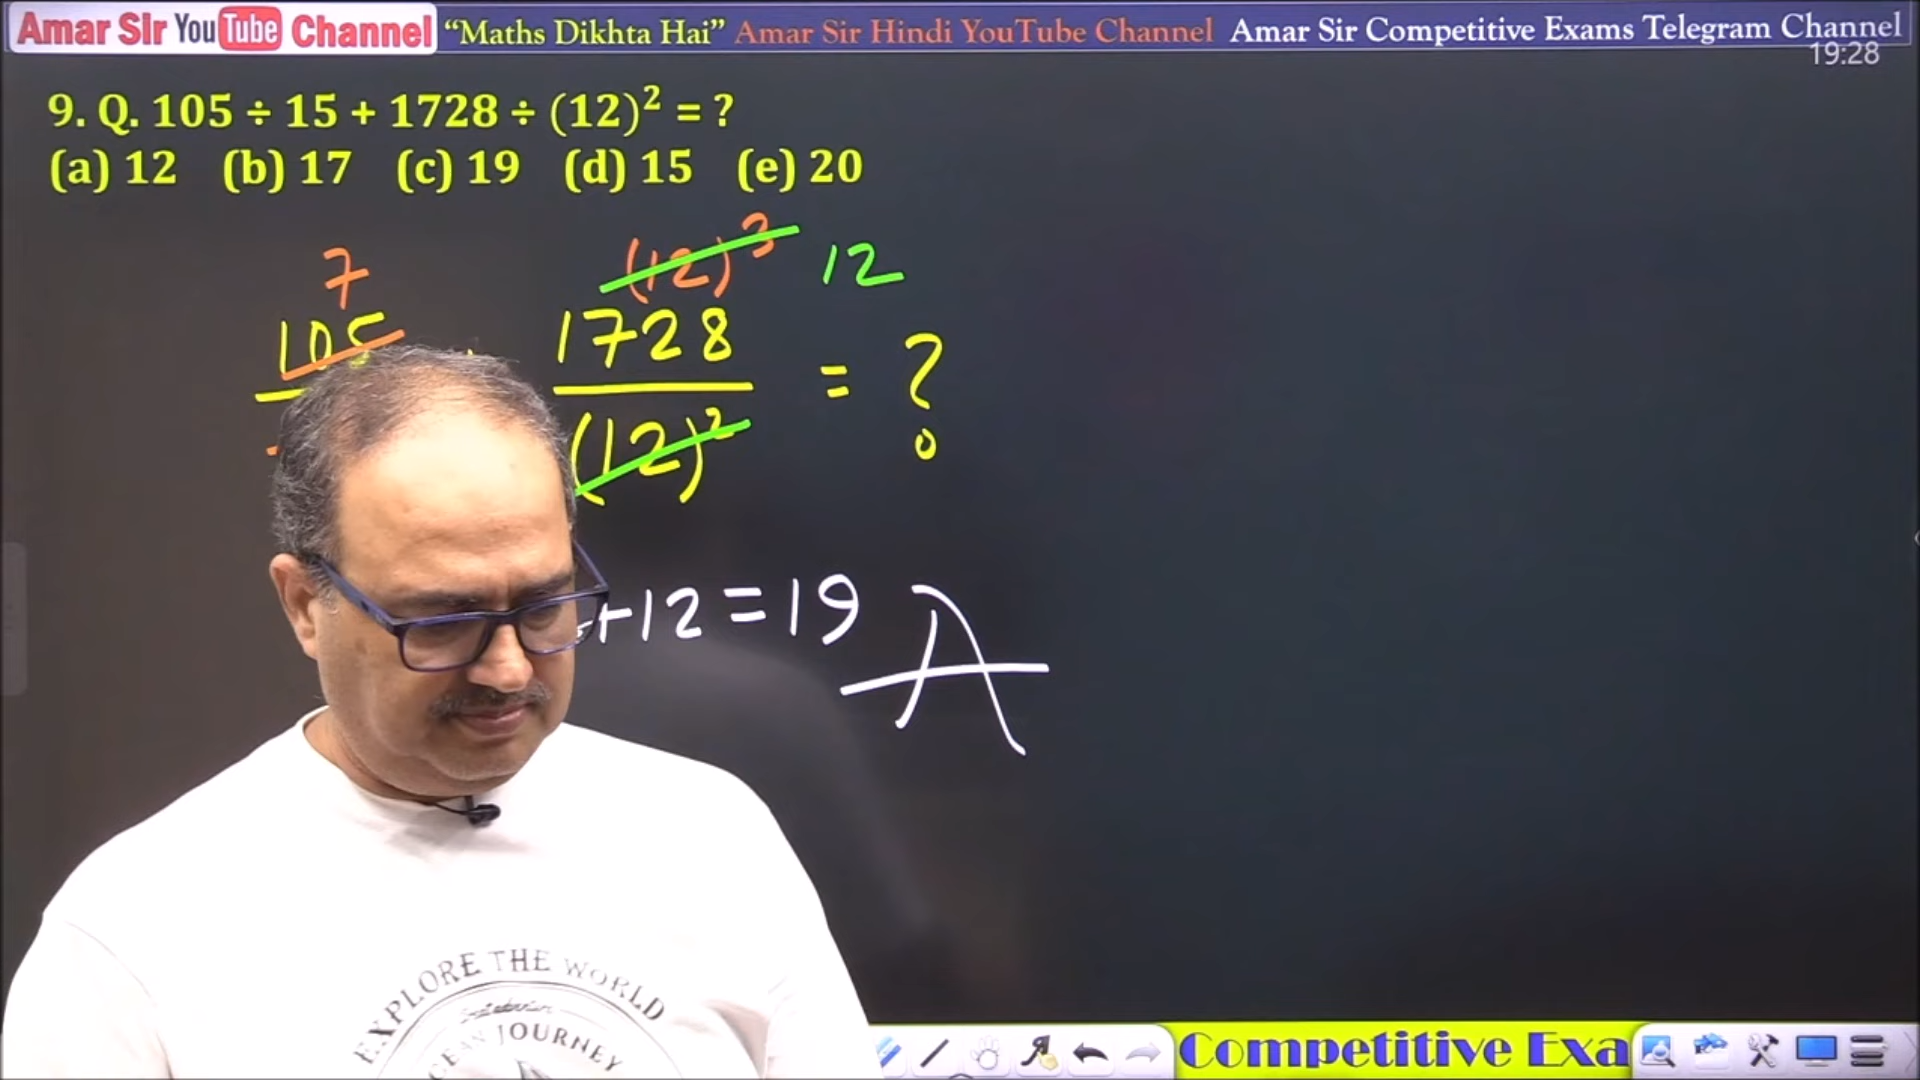 Amar Sir YouTube Channel "Maths Dikhta Hai" Amar Sir Hindi YouTube Channel Amar Sir Competitive Exams Telegram Channel
19:28
9. Q. 105 ÷ 15 + 1728 ÷ (12)² = ?
(a) 12 (b) 17 (c) 19 (d) 15 (e) 20
7 (12)³ 12
105 1728 = ?
(12)²
+12=19 A
EXPLORE THE WORLD
CEAN JOURNEY
Competitive Exa